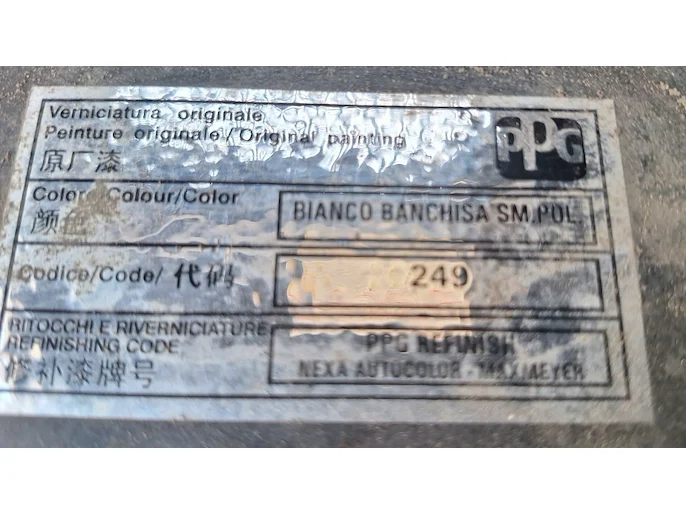 Verniciatura originale
Peinture originale/Original painting
原厂漆
PPG
Colore/Colour/Color
颜色
BIANCO BANCHISA SM.POL.
Codice/Code/代码
249
RITOCCHI E RIVERNICIATURE
REFINISHING CODE
修补漆牌号
PPG REFINISH
NEXA AUTOCOLOR - MAXMEYER